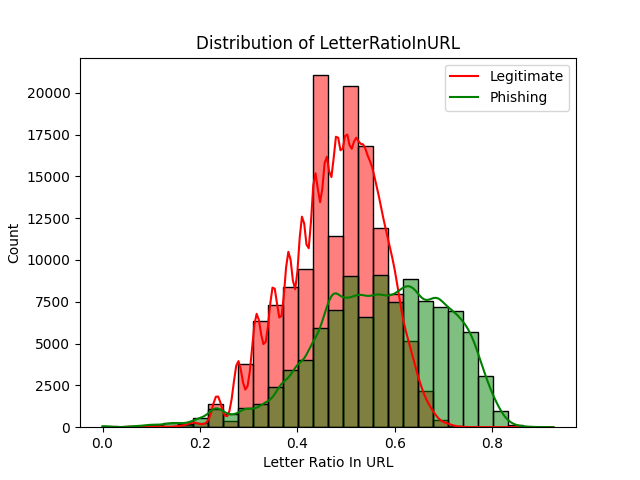 Distribution of LetterRatioInURL
Legitimate
Phishing
20000
17500
15000
12500
10000
7500
5000
2500
0
Count
0.0 0.2 0.4 0.6 0.8
Letter Ratio In URL